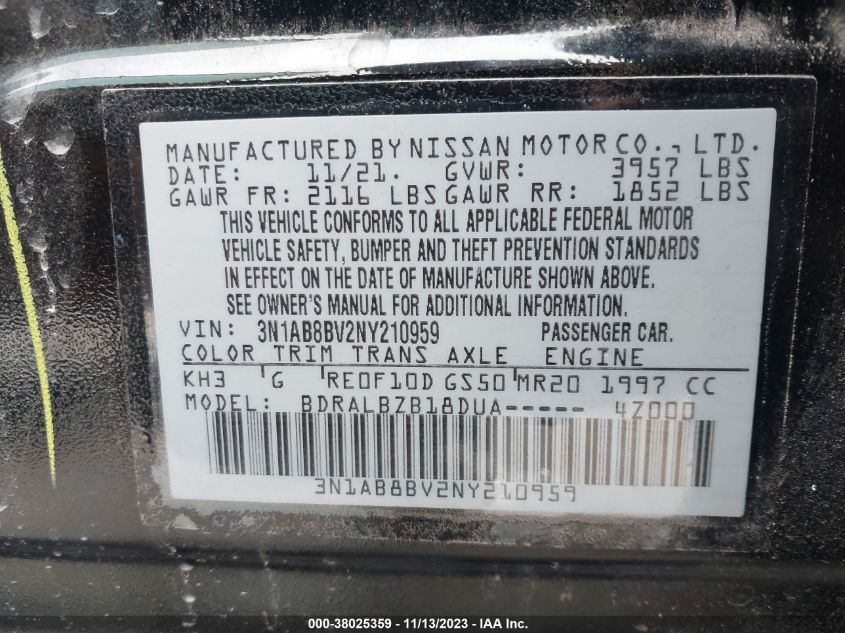 MANUFACTURED BY NISSAN MOTOR CO., LTD.
DATE: 11/21. GVWR: 3957 LBS
GAWR FR: 2116 LBS GAWR RR: 1852 LBS
THIS VEHICLE CONFORMS TO ALL APPLICABLE FEDERAL MOTOR
VEHICLE SAFETY, BUMPER AND THEFT PREVENTION STANDARDS
IN EFFECT ON THE DATE OF MANUFACTURE SHOWN ABOVE.
SEE OWNER'S MANUAL FOR ADDITIONAL INFORMATION.
VIN: 3N1AB8BV2NY210959 PASSENGER CAR.
COLOR TRIM TRANS AXLE ENGINE
KH3 G RE0F10D GS50 MR20 1997 CC
MODEL: BDRALBZB18DUA----- 4Z000
3N1AB8BV2NY210959
000-38025359 - 11/13/2023 - IAA Inc.